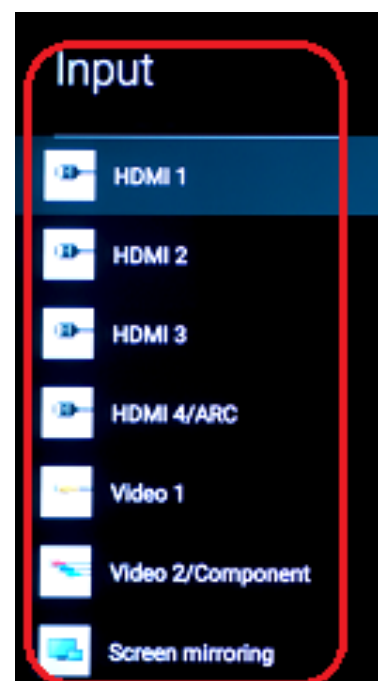 Input
HDMI 1
HDMI 2
HDMI 3
HDMI 4/ARC
Video 1
Video 2/Component
Screen mirroring